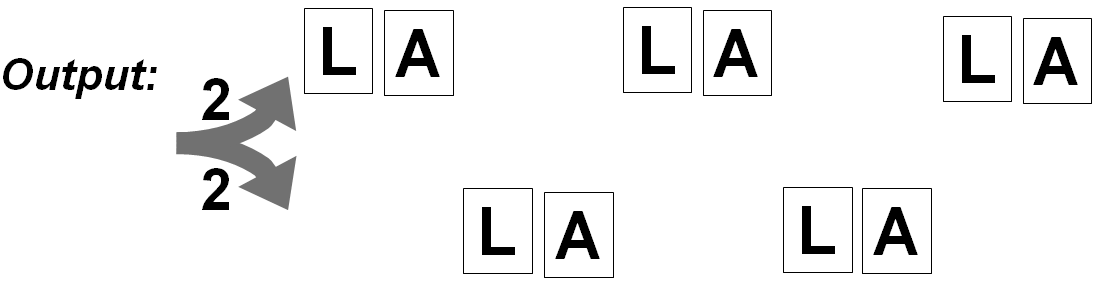 L A L A L A
Output:
2
2
L A L A